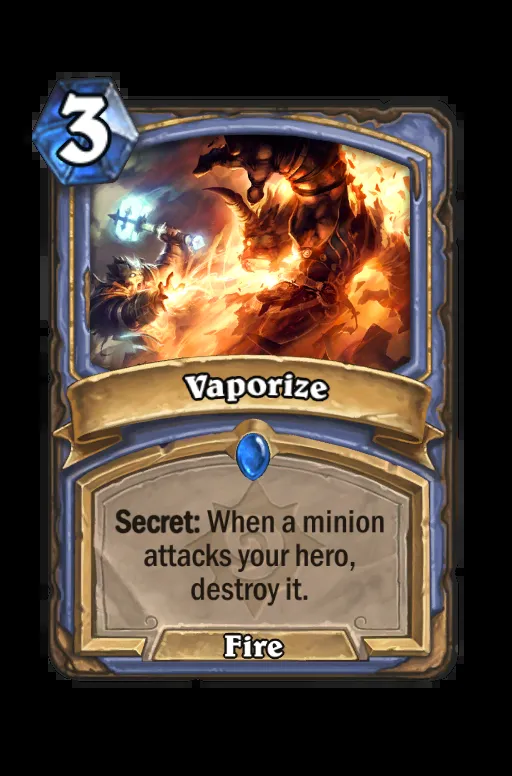 3
Vaporize
Secret: When a minion
attacks your hero,
destroy it.
Fire